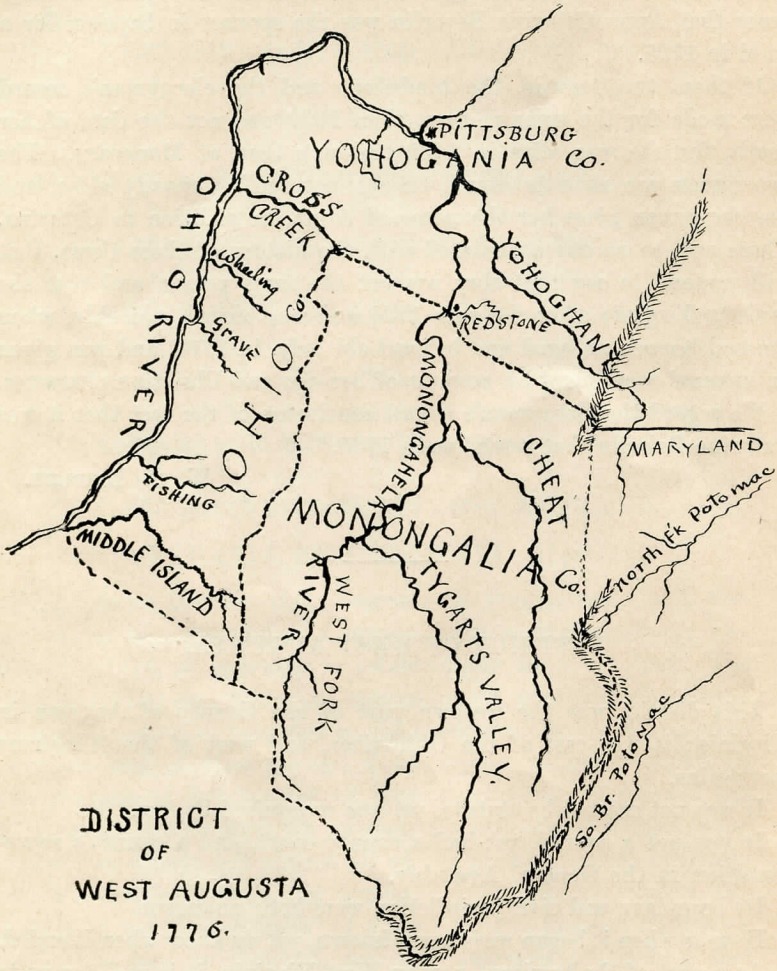 PITTSBURG
YOHOGANIA Co.
CROSS
CREEK
OHIO RIVER
Wheeling
YOHOGHAN
GRAVE
REDSTONE
OHIO
MONONGAHELA
MARYLAND
CHEAT
FISHING
North F'k Potomac
MONONGALIA Co.
MIDDLE ISLAND
RIVER.
WEST FORK
TYGARTS VALLEY.
So. Br. Potomac
DISTRICT
OF
WEST AUGUSTA
1776.